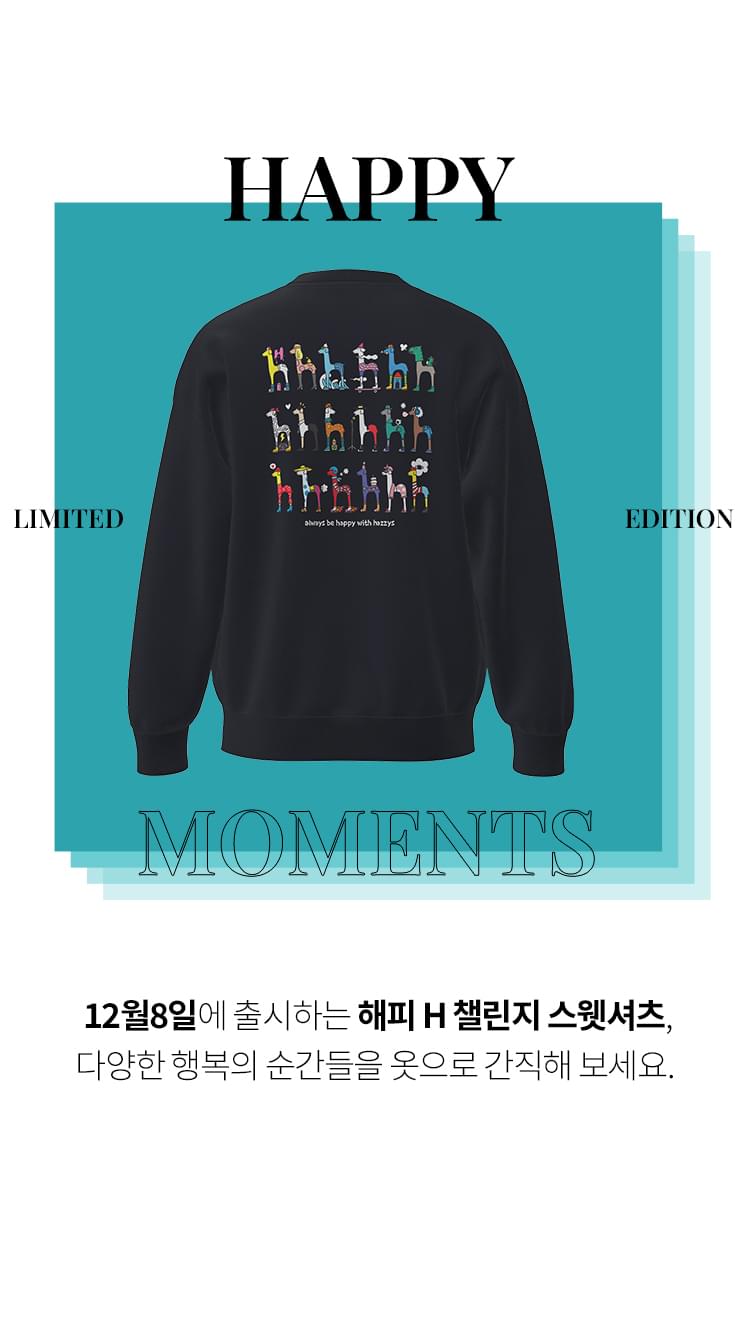 HAPPY
LIMITED
EDITION
always be happy with hazzys
MOMENTS
12월8일에 출시하는 해피 H 챌린지 스웻셔츠,
다양한 행복의 순간들을 옷으로 간직해 보세요.